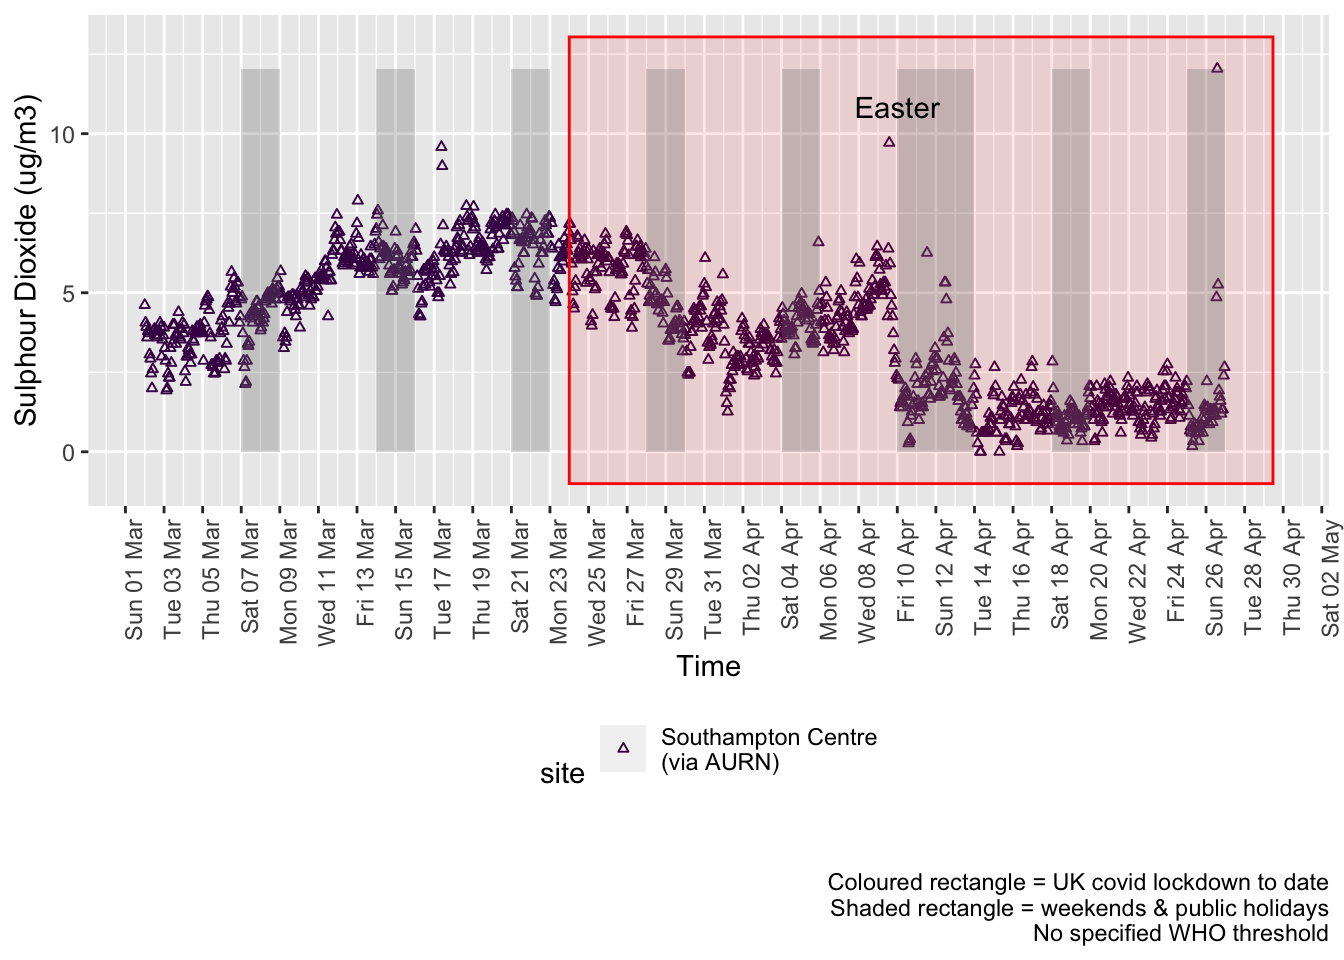 Sulphour Dioxide (ug/m3)
10
5
0
Easter
Sun 01 Mar
Tue 03 Mar
Thu 05 Mar
Sat 07 Mar
Mon 09 Mar
Wed 11 Mar
Fri 13 Mar
Sun 15 Mar
Tue 17 Mar
Thu 19 Mar
Sat 21 Mar
Mon 23 Mar
Wed 25 Mar
Fri 27 Mar
Sun 29 Mar
Tue 31 Mar
Thu 02 Apr
Sat 04 Apr
Mon 06 Apr
Wed 08 Apr
Fri 10 Apr
Sun 12 Apr
Tue 14 Apr
Thu 16 Apr
Sat 18 Apr
Mon 20 Apr
Wed 22 Apr
Fri 24 Apr
Sun 26 Apr
Tue 28 Apr
Thu 30 Apr
Sat 02 May
Time
site
Southampton Centre
(via AURN)
Coloured rectangle = UK covid lockdown to date
Shaded rectangle = weekends & public holidays
No specified WHO threshold